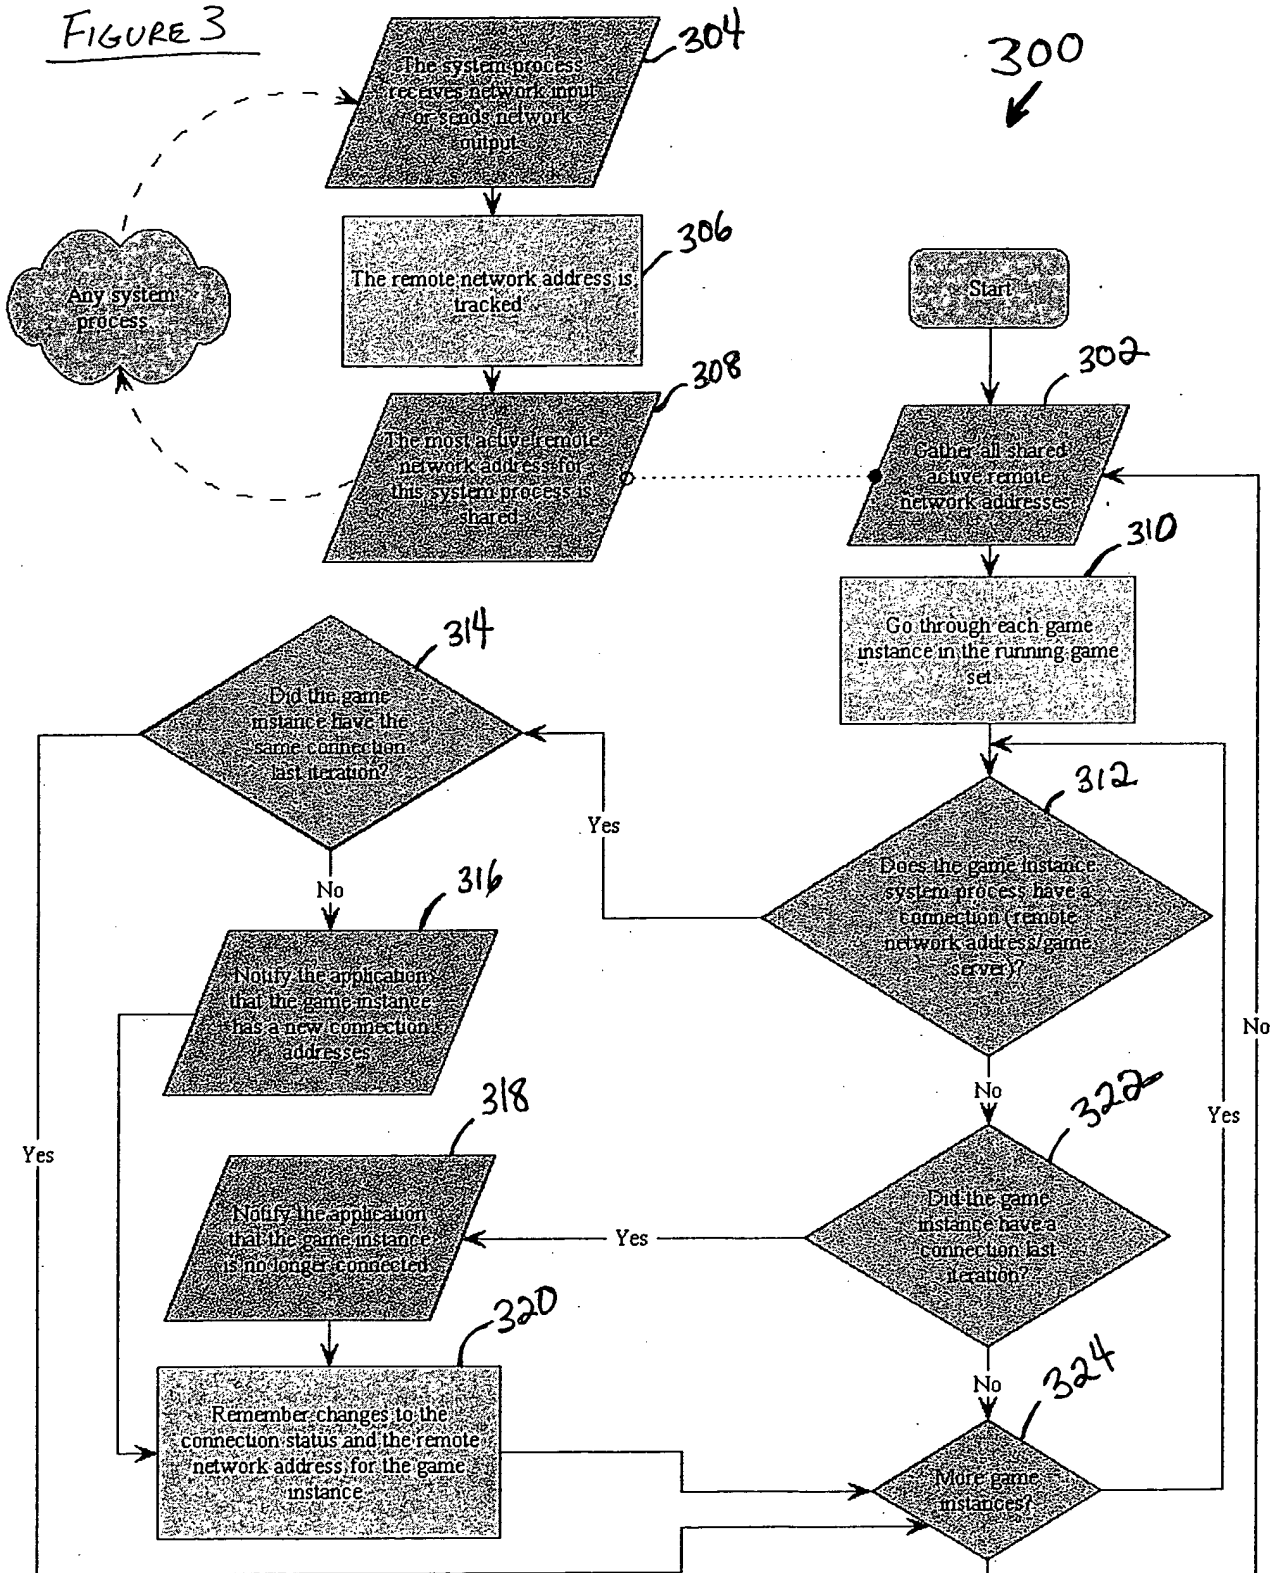 FIGURE 3
304
The system process
receives network input
or sends network
output
300
306
The remote network address is
tracked
Any system
process
Start
308
The most active remote
network address for
this system process is
shared
302
Gather all shared
active remote
network addresses
310
Go through each game
instance in the running game
set
314
Did the game
instance have the
same connection
last iteration?
Yes
312
Does the game instance
system process have a
connection (remote
network address/game
server)?
No
316
Notify the application
that the game instance
has a new connection
addresses
No
Yes
No
Yes
318
Notify the application
that the game instance
is no longer connected
322
Did the game
instance have a
connection last
iteration?
Yes
320
Remember changes to the
connection status and the remote
network address for the game
instance
No
324
More game
instances?